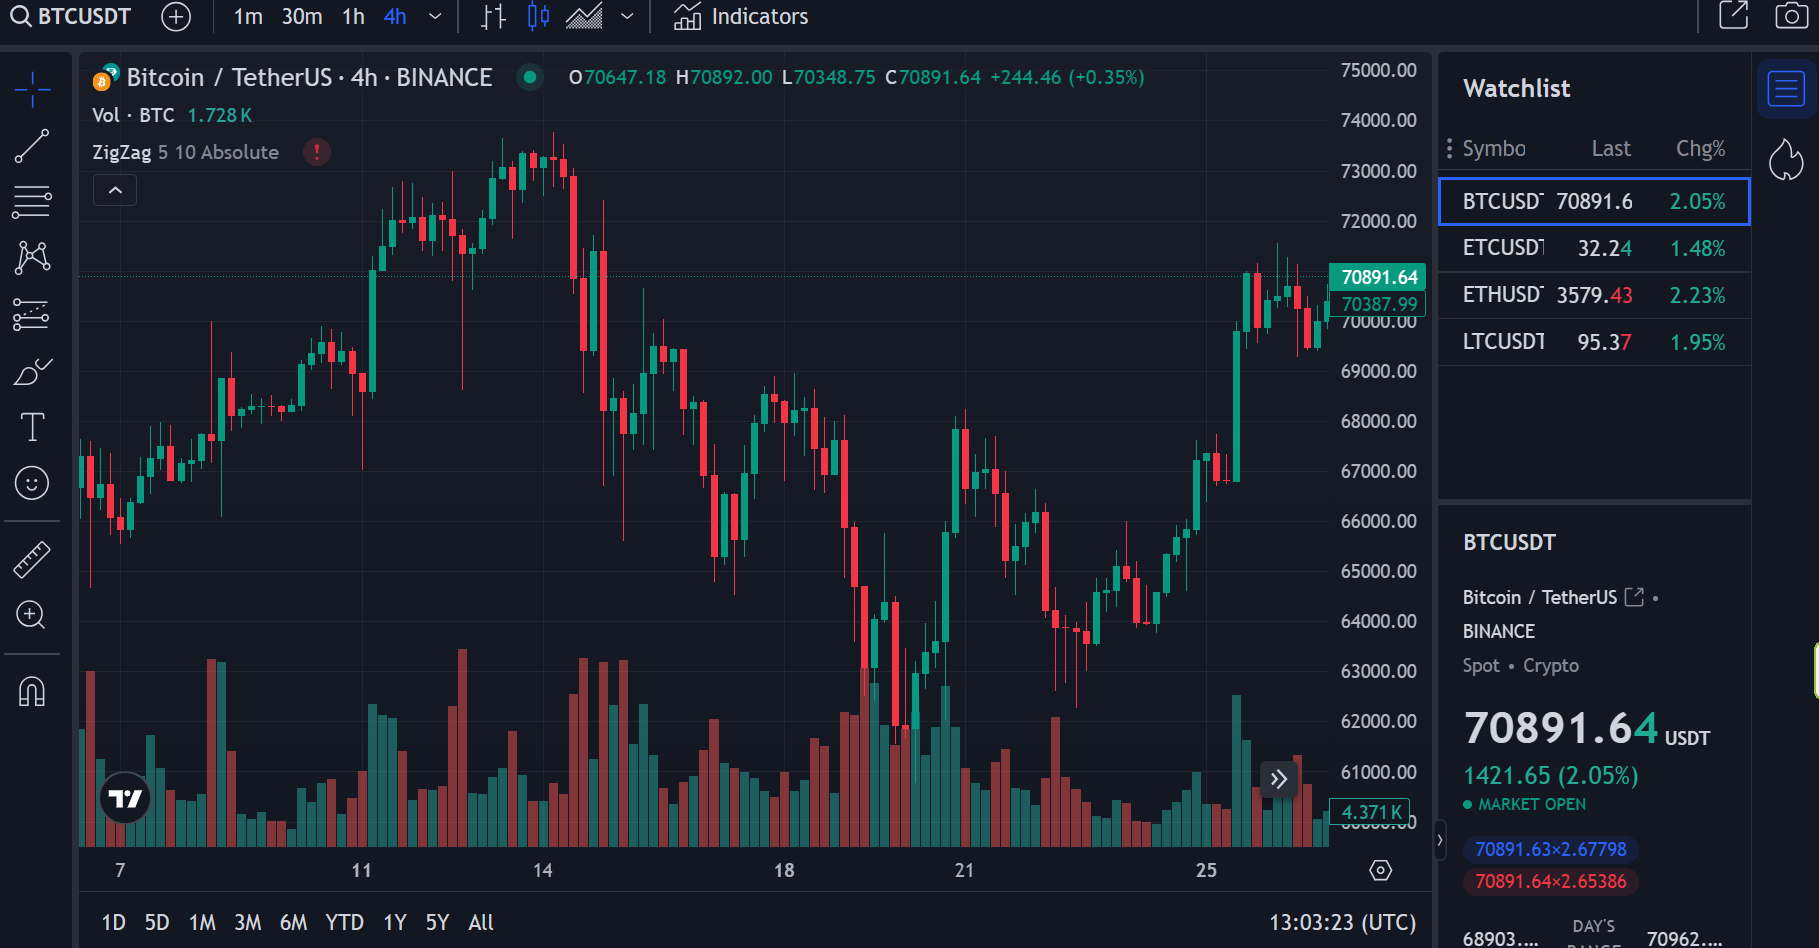 BTCUSDT 1m 30m 1h 4h Indicators
Bitcoin / TetherUS · 4h · BINANCE O70647.18 H70892.00 L70348.75 C70891.64 +244.46 (+0.35%)
Vol · BTC 1.728 K
ZigZag 5 10 Absolute
75000.00
74000.00
73000.00
72000.00
70891.64
70387.99
70000.00
69000.00
68000.00
67000.00
66000.00
65000.00
64000.00
63000.00
62000.00
61000.00
4.371 K
7 11 14 18 21 25
1D 5D 1M 3M 6M YTD 1Y 5Y All 13:03:23 (UTC)
Watchlist
Symbo Last Chg%
BTCUSDT 70891.6 2.05%
ETCUSDT 32.24 1.48%
ETHUSDT 3579.43 2.23%
LTCUSDT 95.37 1.95%
BTCUSDT
Bitcoin / TetherUS •
BINANCE
Spot • Crypto
70891.64 USDT
1421.65 (2.05%)
MARKET OPEN
70891.63×2.67798
70891.64×2.65386
68903.... DAY'S 70962....